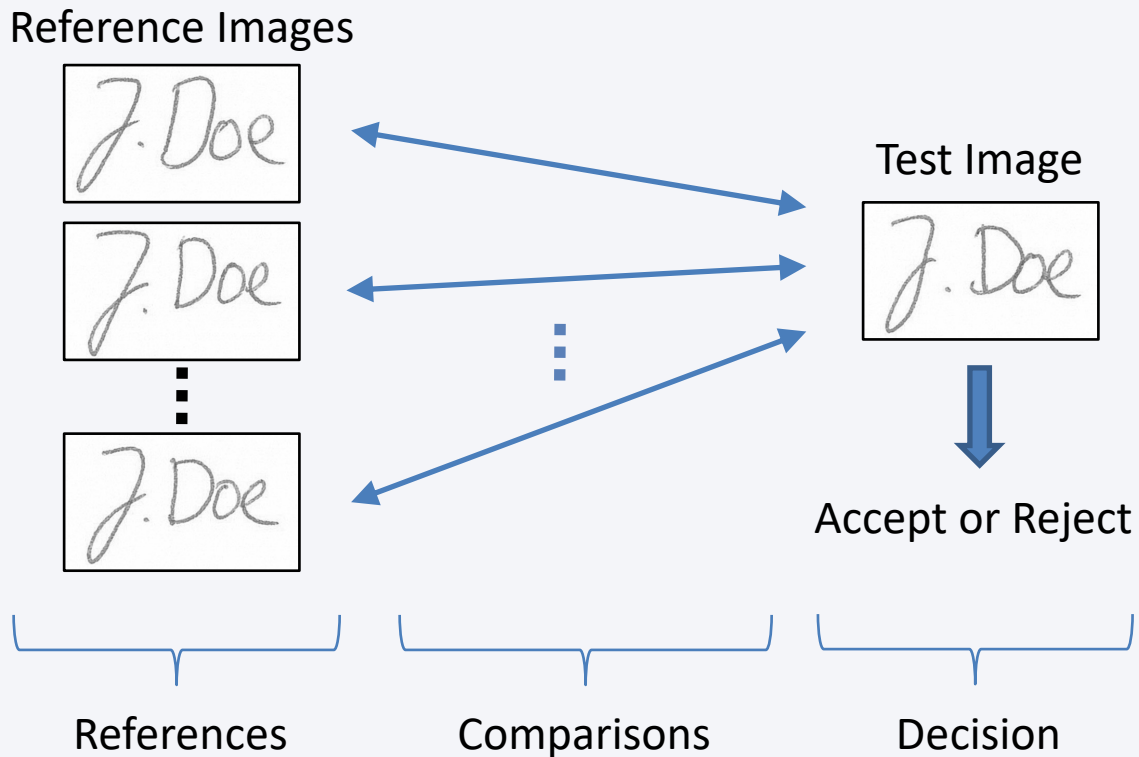 Reference Images
J. Doe
J. Doe
J. Doe
Test Image
J. Doe
Accept or Reject
References
Comparisons
Decision